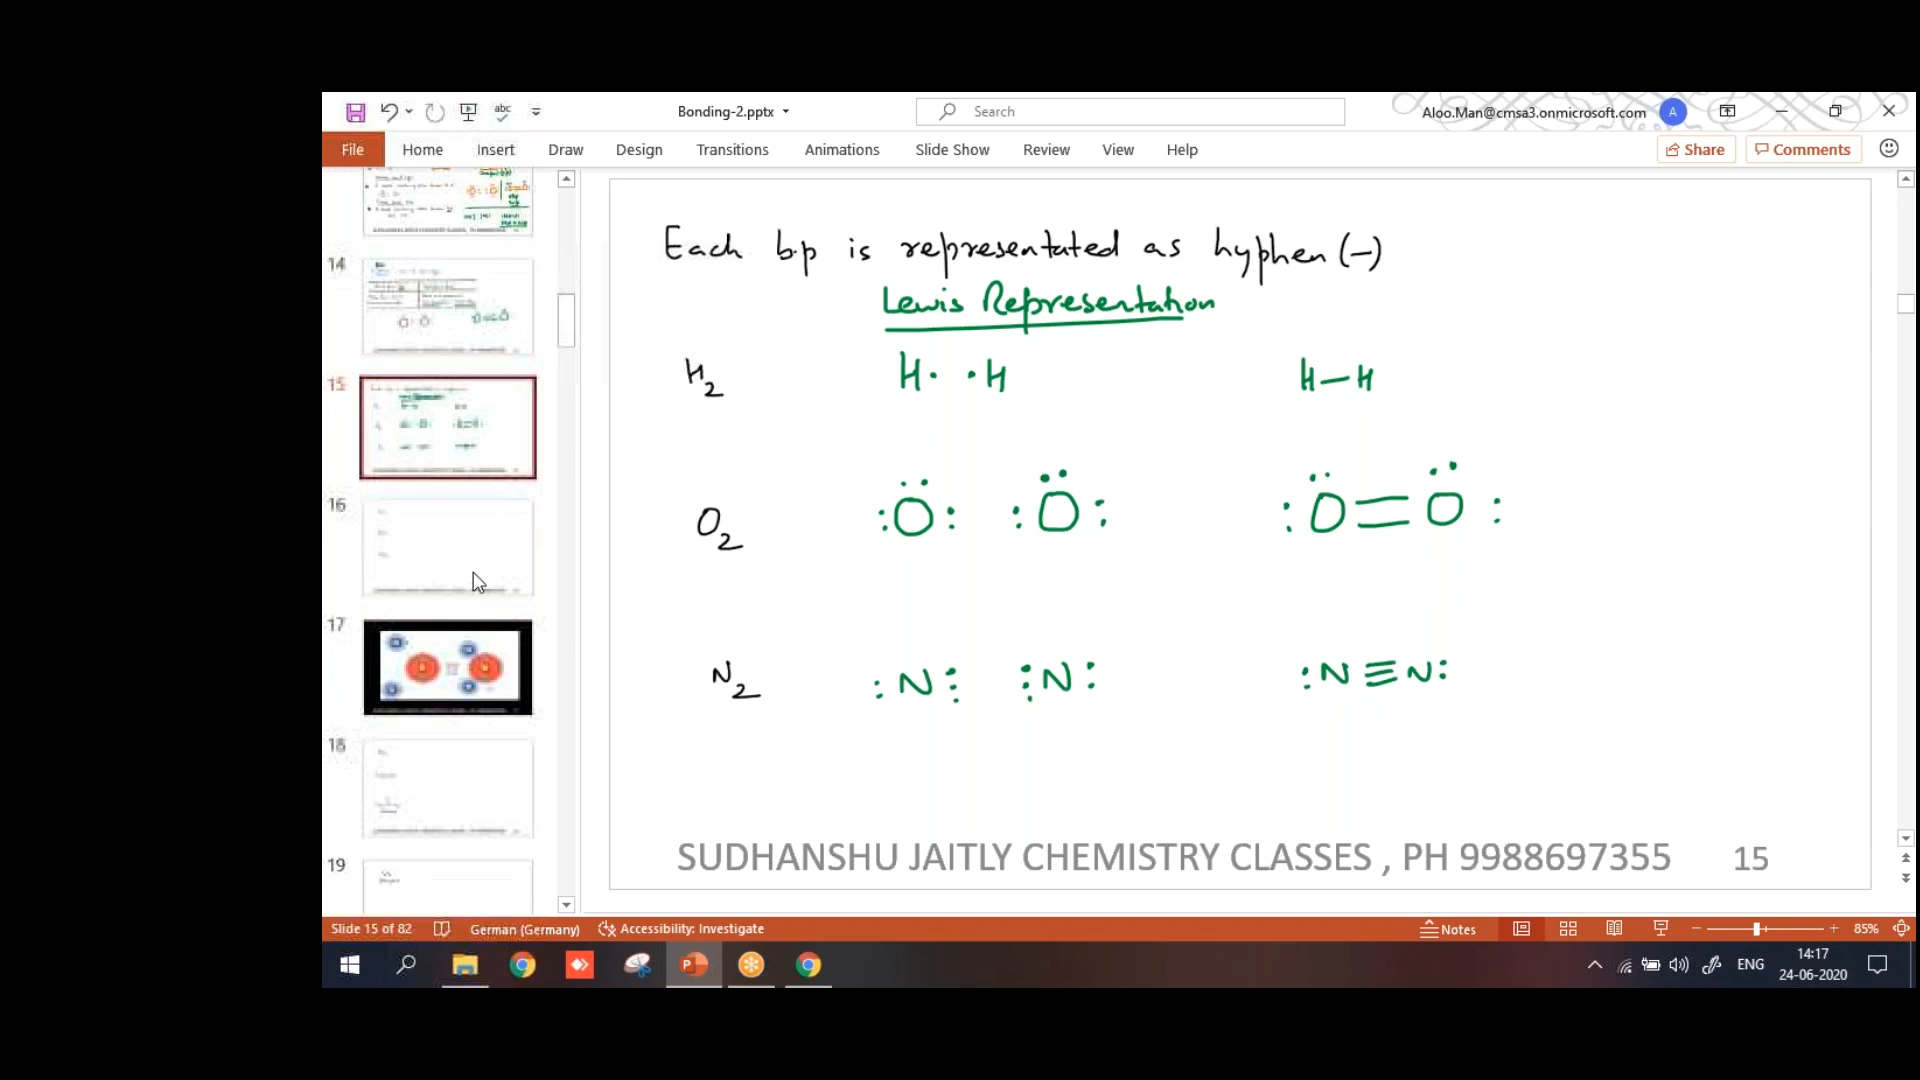 abc
Bonding-2.pptx
Search
Aloo.Man@cmsa3.onmicrosoft.com
A
File Home Insert Draw Design Transitions Animations Slide Show Review View Help
Share Comments
14
15
16
17
18
19
Each b.p is representated as hyphen (–)
Lewis Representation
H2 H· ·H H–H
O2 :Ö: :Ö: :Ö=Ö:
N2 :N⋮ ⋮N: :N≡N:
SUDHANSHU JAITLY CHEMISTRY CLASSES , PH 9988697355 15
Slide 15 of 82 German (Germany) Accessibility: Investigate Notes 85%
P
ENG
14:17
24-06-2020